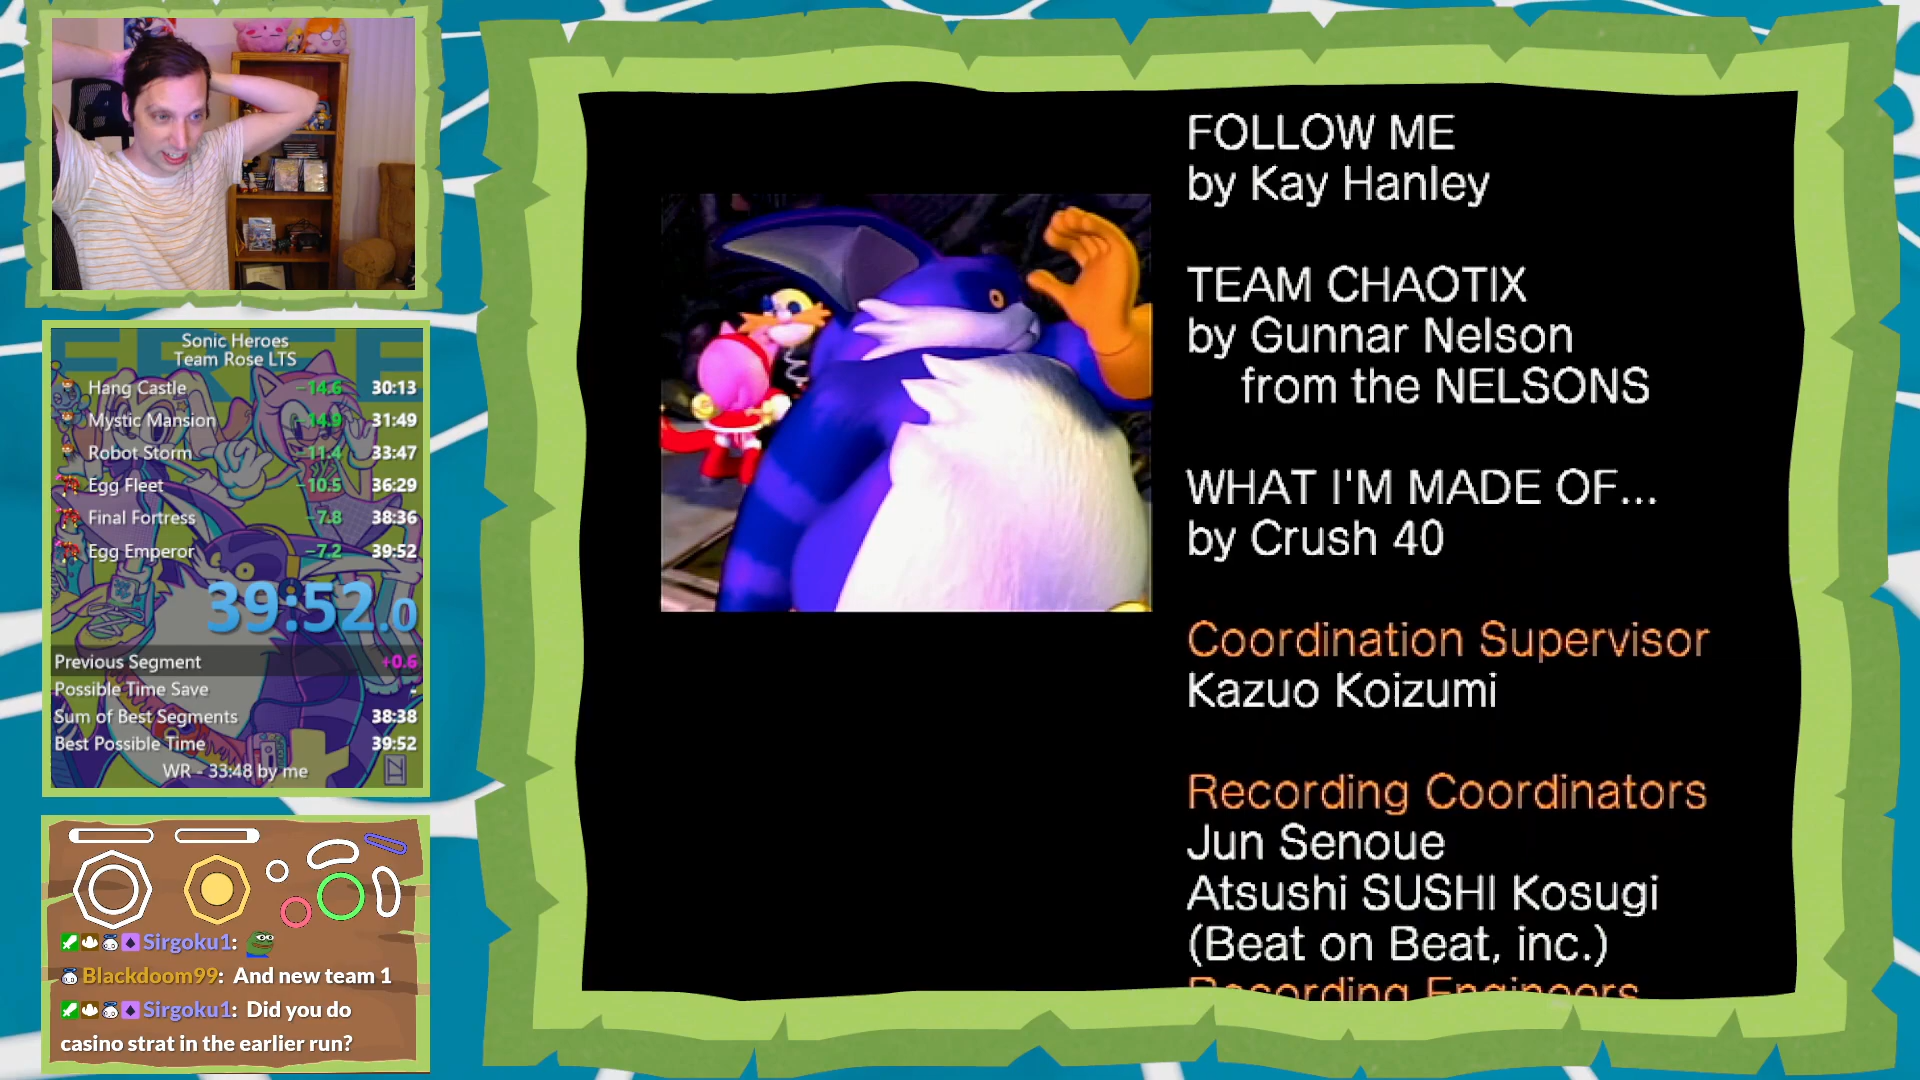 Sonic Heroes
Team Rose LTS
Hang Castle -14.6 30:13
Mystic Mansion -14.9 31:49
Robot Storm -11.4 33:47
Egg Fleet -10.5 36:29
Final Fortress -7.8 38:36
Egg Emperor -7.2 39:52
39:52.0
Previous Segment +0.6
Possible Time Save -
Sum of Best Segments 38:38
Best Possible Time 39:52
WR - 33:48 by me
Sirgoku1:
Blackdoom99: And new team 1
Sirgoku1: Did you do
casino strat in the earlier run?
FOLLOW ME
by Kay Hanley
TEAM CHAOTIX
by Gunnar Nelson
from the NELSONS
WHAT I'M MADE OF...
by Crush 40
Coordination Supervisor
Kazuo Koizumi
Recording Coordinators
Jun Senoue
Atsushi SUSHI Kosugi
(Beat on Beat, inc.)
Recording Engineers